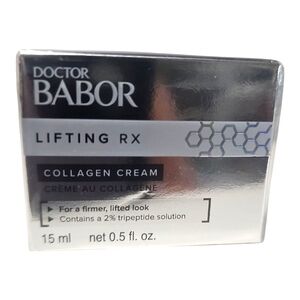 DOCTOR
BABOR
LIFTING RX
COLLAGEN CREAM
CRÈME AU COLLAGÈNE
For a firmer, lifted look
Contains a 2% tripeptide solution
15 ml net 0.5 fl. oz.